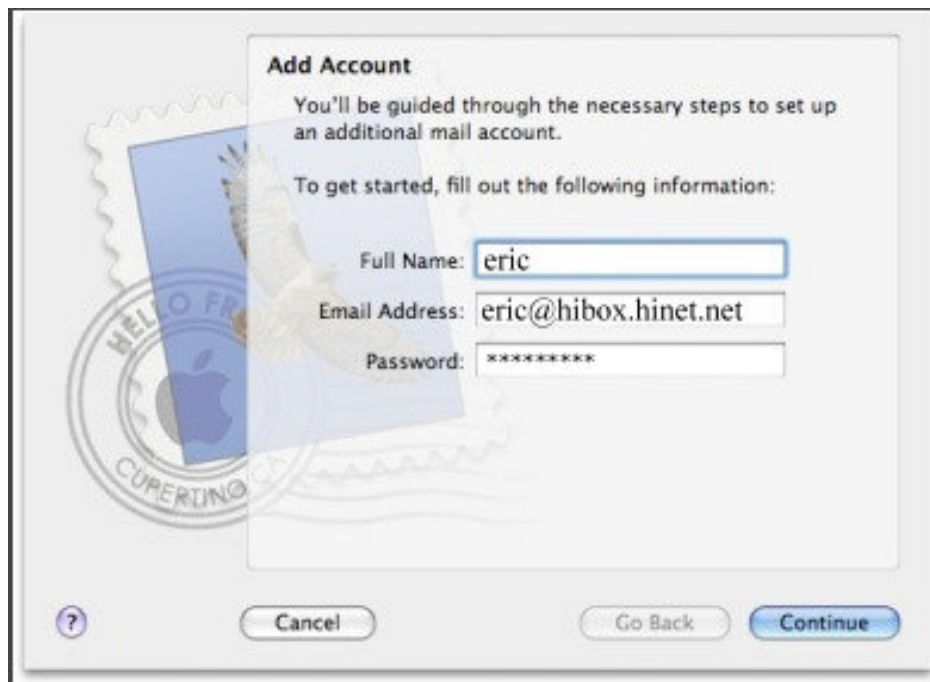 Add Account
You'll be guided through the necessary steps to set up
an additional mail account.
To get started, fill out the following information:
Full Name: eric
Email Address: eric@hibox.hinet.net
Password: *********
HELLO FR
CUPERTINO CA
?
Cancel
Go Back
Continue